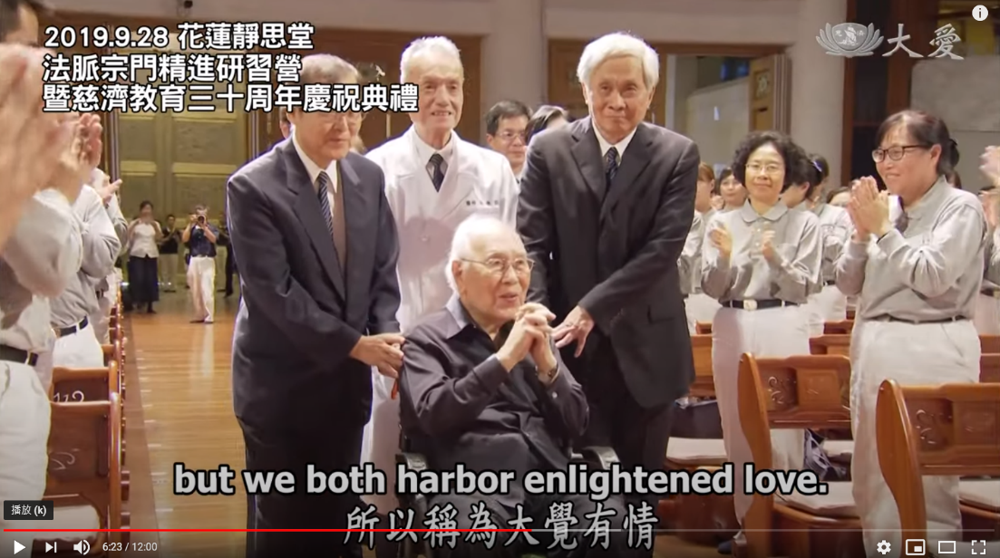 2019.9.28 花蓮靜思堂
法脈宗門精進研習營
暨慈濟教育三十周年慶祝典禮
大愛
but we both harbor enlightened love.
所以稱為大覺有情
播放 (k)
6:23 / 12:00